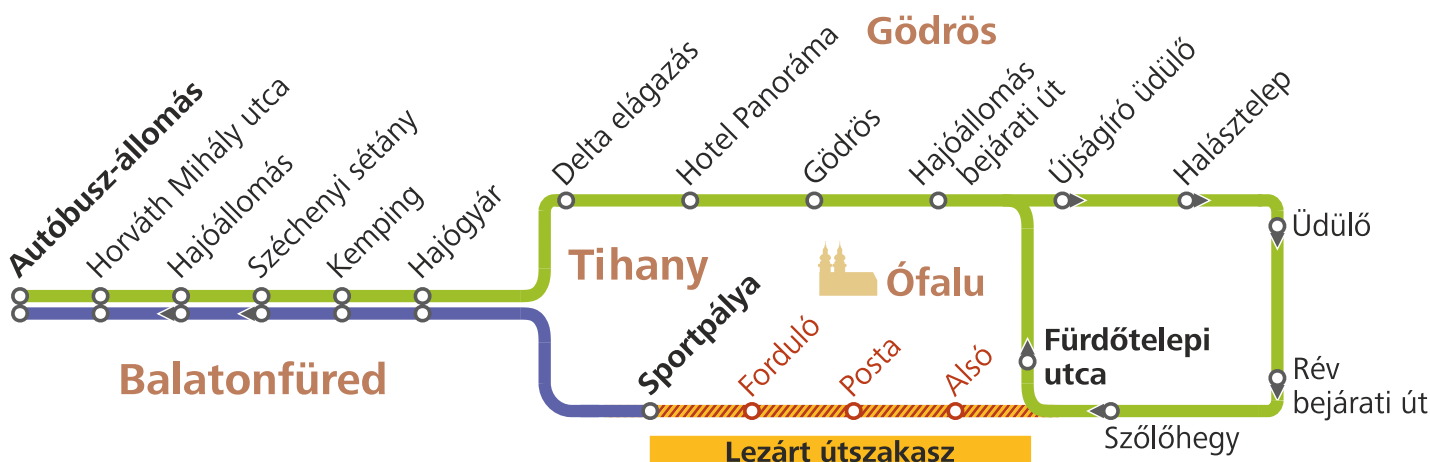 Gödrös
Autóbusz-állomás
Horváth Mihály utca
Hajóállomás
Széchenyi sétány
Kemping
Hajógyár
Delta elágazás
Hotel Panoráma
Gödrös
Hajóállomás
bejárati út
Újságíró üdülő
Halásztelep
Üdülő
Tihany
Ófalu
Balatonfüred
Sportpálya
Forduló
Posta
Alsó
Fürdőtelepi
utca
Rév
bejárati út
Szőlőhegy
Lezárt útszakasz